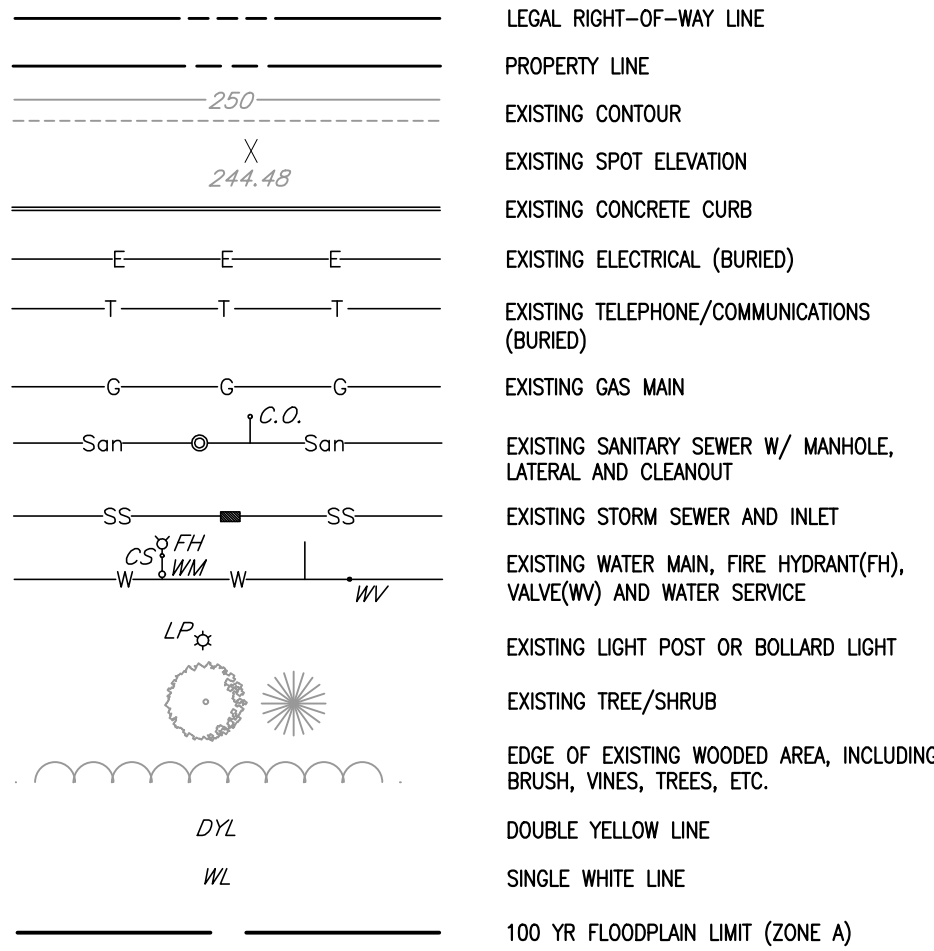 LEGAL RIGHT-OF-WAY LINE
PROPERTY LINE
250
EXISTING CONTOUR
X
244.48
EXISTING SPOT ELEVATION
EXISTING CONCRETE CURB
E E E
EXISTING ELECTRICAL (BURIED)
T T T
EXISTING TELEPHONE/COMMUNICATIONS
(BURIED)
G G G
EXISTING GAS MAIN
C.O.
San San
EXISTING SANITARY SEWER W/ MANHOLE,
LATERAL AND CLEANOUT
SS SS
EXISTING STORM SEWER AND INLET
FH
CS
WM
W W
WV
EXISTING WATER MAIN, FIRE HYDRANT(FH),
VALVE(WV) AND WATER SERVICE
LP
EXISTING LIGHT POST OR BOLLARD LIGHT
EXISTING TREE/SHRUB
EDGE OF EXISTING WOODED AREA, INCLUDING
BRUSH, VINES, TREES, ETC.
DYL
DOUBLE YELLOW LINE
WL
SINGLE WHITE LINE
100 YR FLOODPLAIN LIMIT (ZONE A)